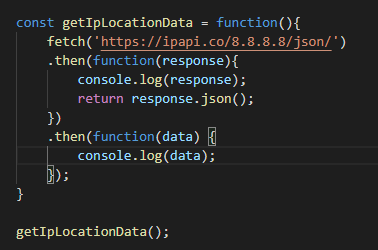 const getIpLocationData = function(){
    fetch('https://ipapi.co/8.8.8.8/json/')
    .then(function(response){
        console.log(response);
        return response.json();
    })
    .then(function(data) {
        console.log(data);
    });
}

getIpLocationData();